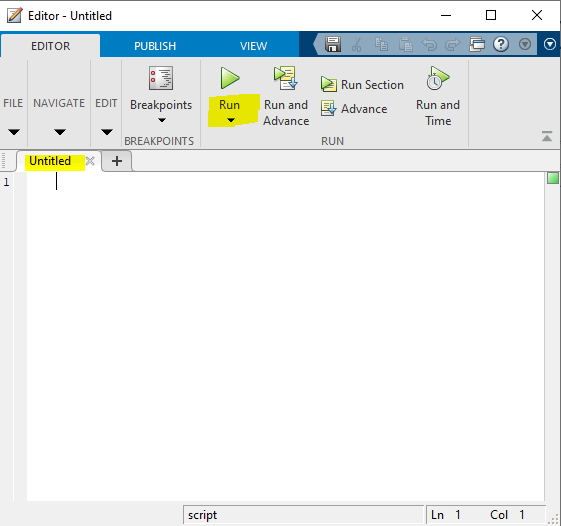 Editor - Untitled
EDITOR PUBLISH VIEW
FILE NAVIGATE EDIT Breakpoints Run Run and Advance Run Section Advance Run and Time
BREAKPOINTS RUN
Untitled
1
script Ln 1 Col 1